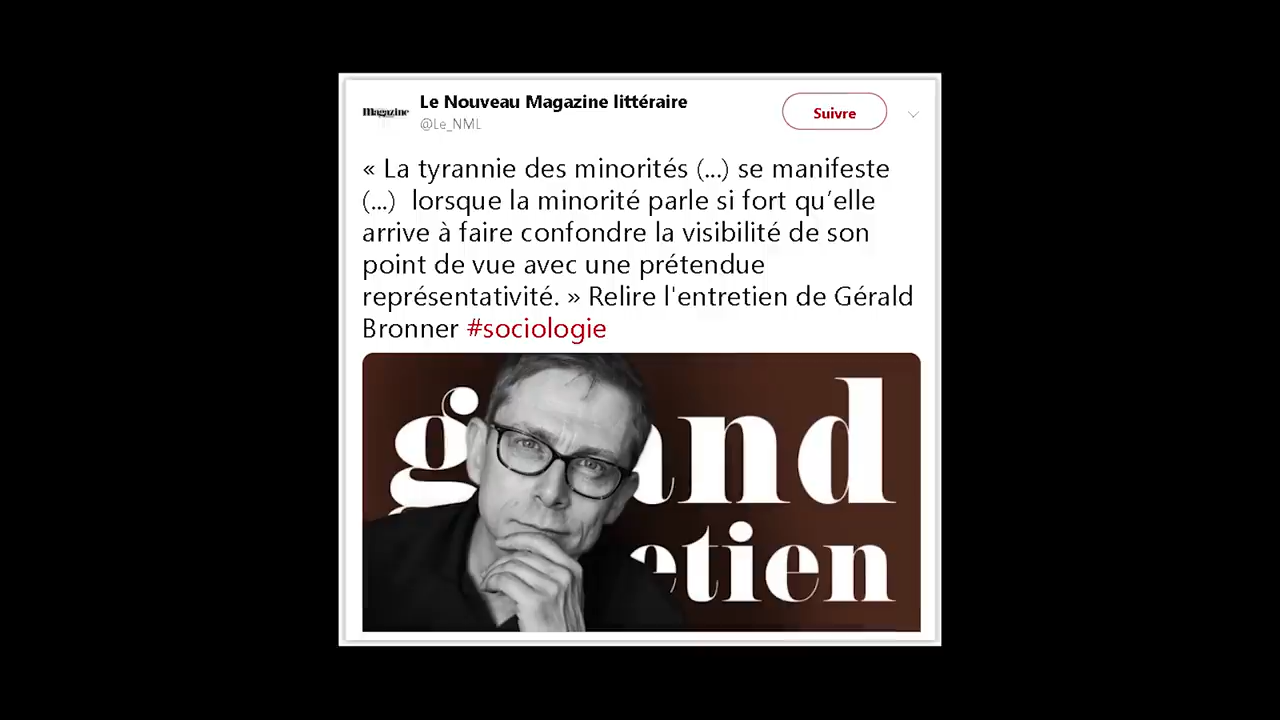 Magazine
Le Nouveau Magazine littéraire
@Le_NML
Suivre
« La tyrannie des minorités (...) se manifeste
(...)  lorsque la minorité parle si fort qu’elle
arrive à faire confondre la visibilité de son
point de vue avec une prétendue
représentativité. » Relire l'entretien de Gérald
Bronner #sociologie
g and
etien